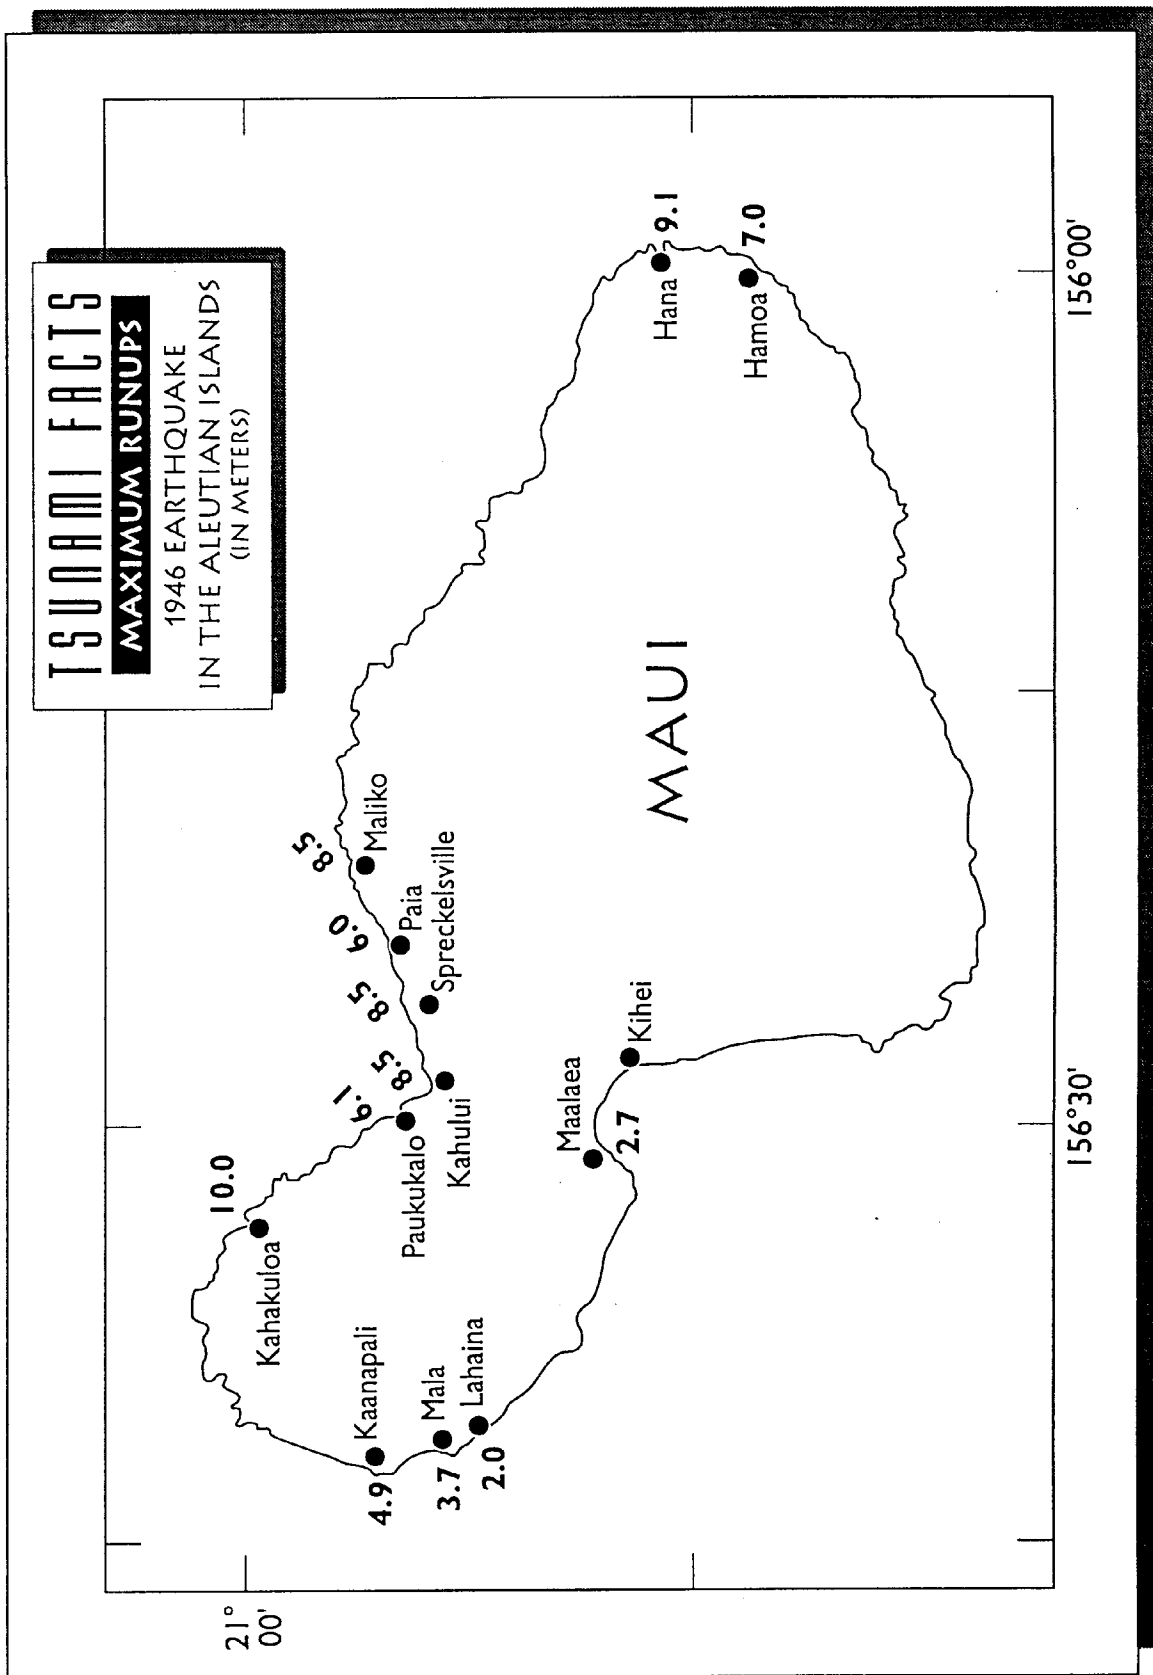 TSUNAMI FACTS
MAXIMUM RUNUPS
1946 EARTHQUAKE
IN THE ALEUTIAN ISLANDS
(IN METERS)
21°
00'
10.0
Kahakuloa
6.1
8.5
8.5
6.0
8.5
Kaanapali
4.9
Maliko
Paukukalo
Paia
Mala
3.7
Spreckelsville
Kahului
Lahaina
2.0
Maalaea
2.7
Kihei
MAUI
Hana
9.1
Hamoa
7.0
156°30'
156°00'